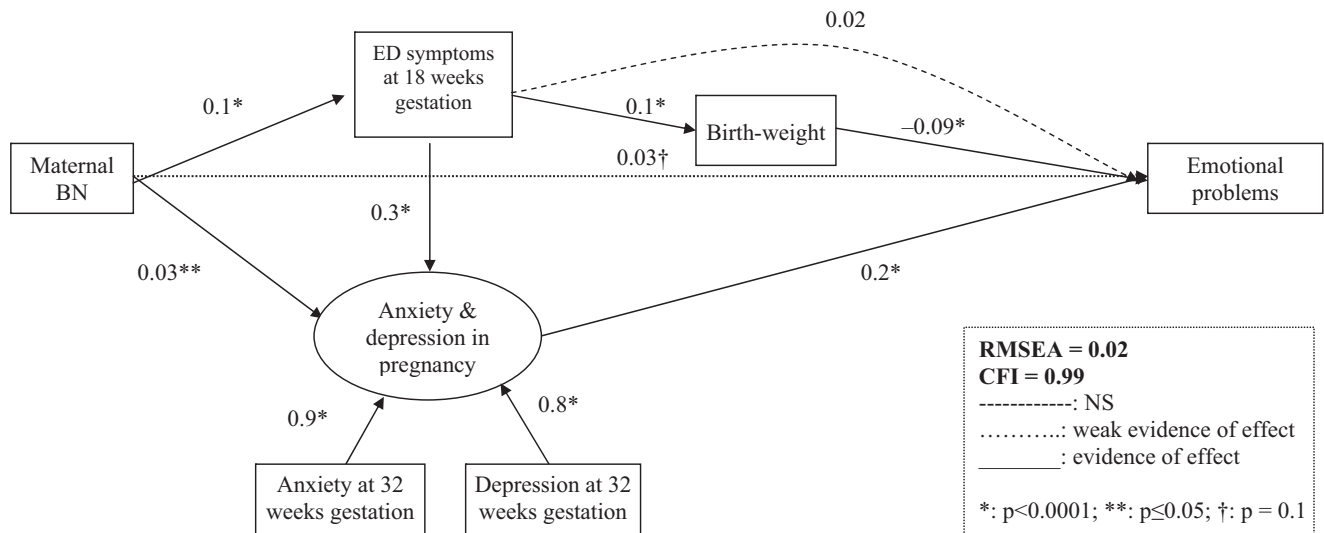 0.02
ED symptoms
at 18 weeks
gestation
0.1*
0.1*
Birth-weight
–0.09*
Maternal
BN
0.03†
Emotional
problems
0.3*
0.03**
0.2*
Anxiety &
depression in
pregnancy
0.9*
0.8*
Anxiety at 32
weeks gestation
Depression at 32
weeks gestation
RMSEA = 0.02
CFI = 0.99
------------: NS
………..: weak evidence of effect
_______: evidence of effect
*: p<0.0001; **: p≤0.05; †: p = 0.1